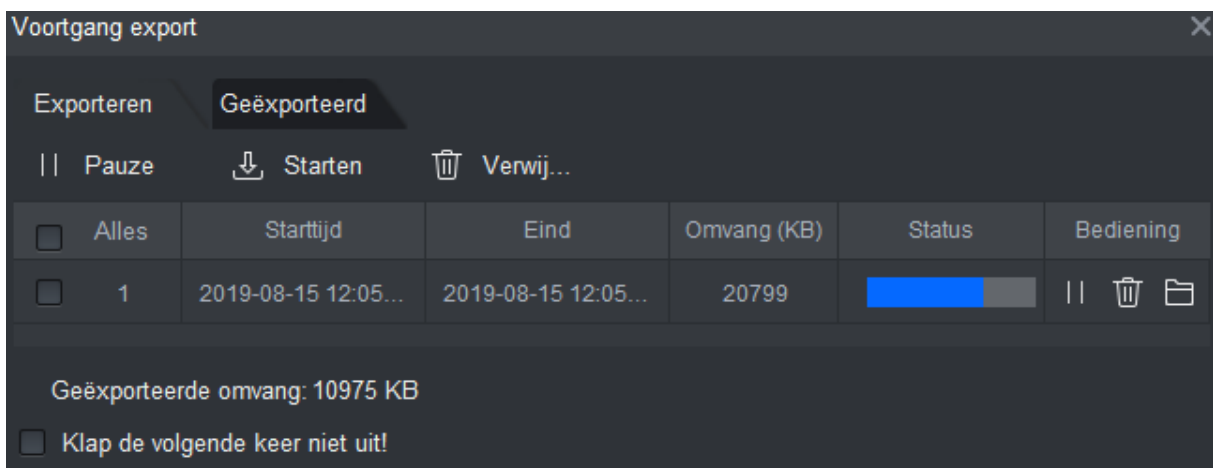 Voortgang export
Exporteren Geëxporteerd
Pauze Starten Verwij...
Alles Starttijd Eind Omvang (KB) Status Bediening
1 2019-08-15 12:05... 2019-08-15 12:05... 20799
Geëxporteerde omvang: 10975 KB
Klap de volgende keer niet uit!